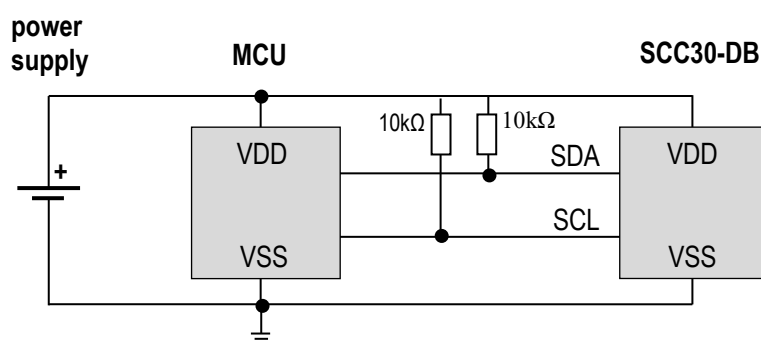 power
supply
MCU
SCC30-DB
10kΩ
10kΩ
VDD
SDA
VDD
+
SCL
VSS
VSS